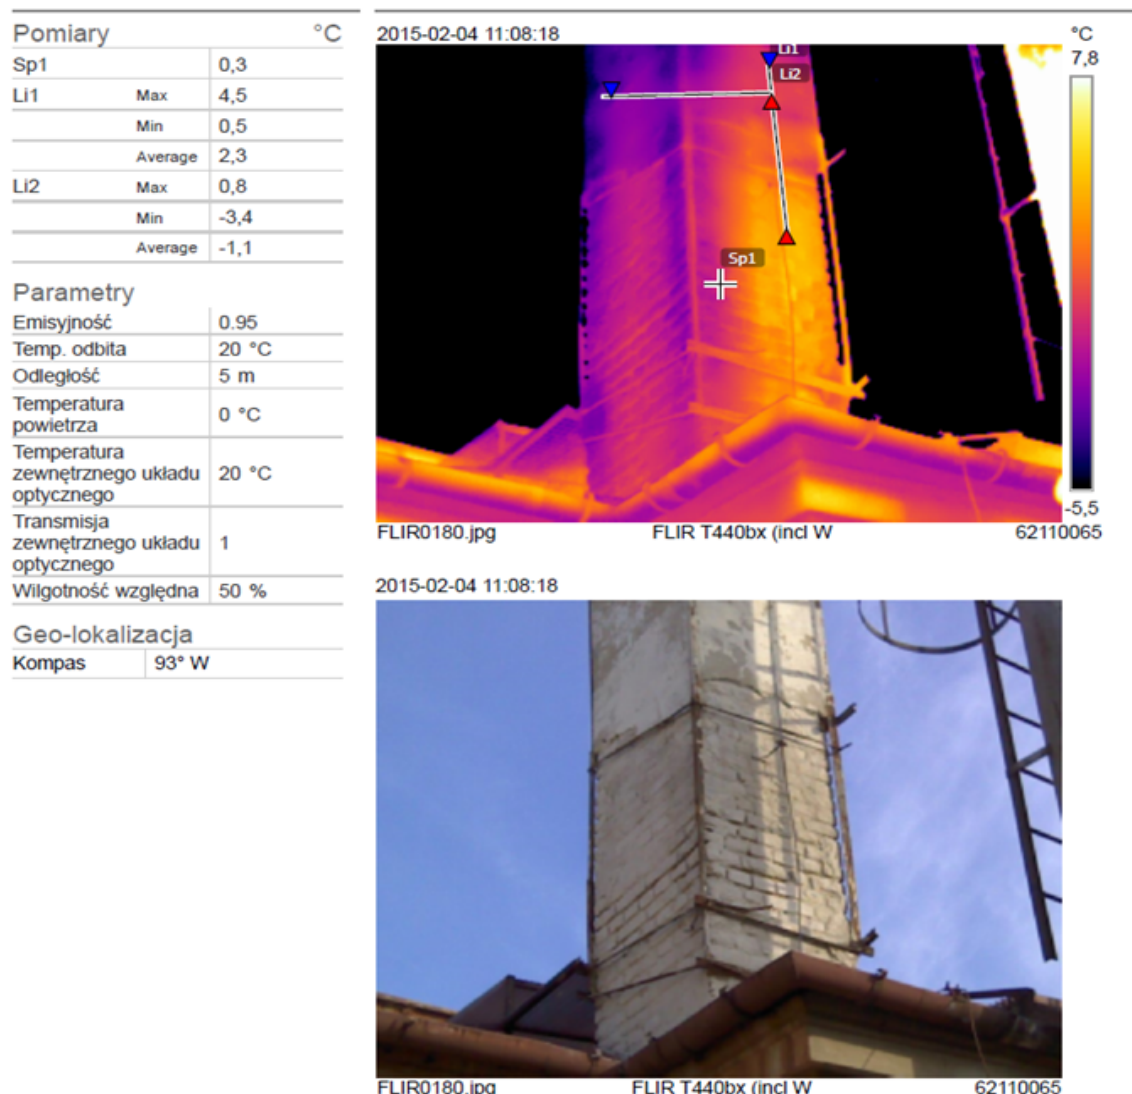 Pomiary °C
Sp1 0,3
Li1 Max 4,5
Min 0,5
Average 2,3
Li2 Max 0,8
Min -3,4
Average -1,1
Parametry
Emisyjność 0.95
Temp. odbita 20 °C
Odległość 5 m
Temperatura
powietrza 0 °C
Temperatura
zewnętrznego układu 20 °C
optycznego
Transmisja
zewnętrznego układu 1
optycznego
Wilgotność względna 50 %
Geo-lokalizacja
Kompas 93° W
2015-02-04 11:08:18
°C
7,8
Li1
Li2
Sp1
-5,5
FLIR0180.jpg FLIR T440bx (incl W 62110065
2015-02-04 11:08:18
FLIR0180.jpg FLIR T440bx (incl W 62110065